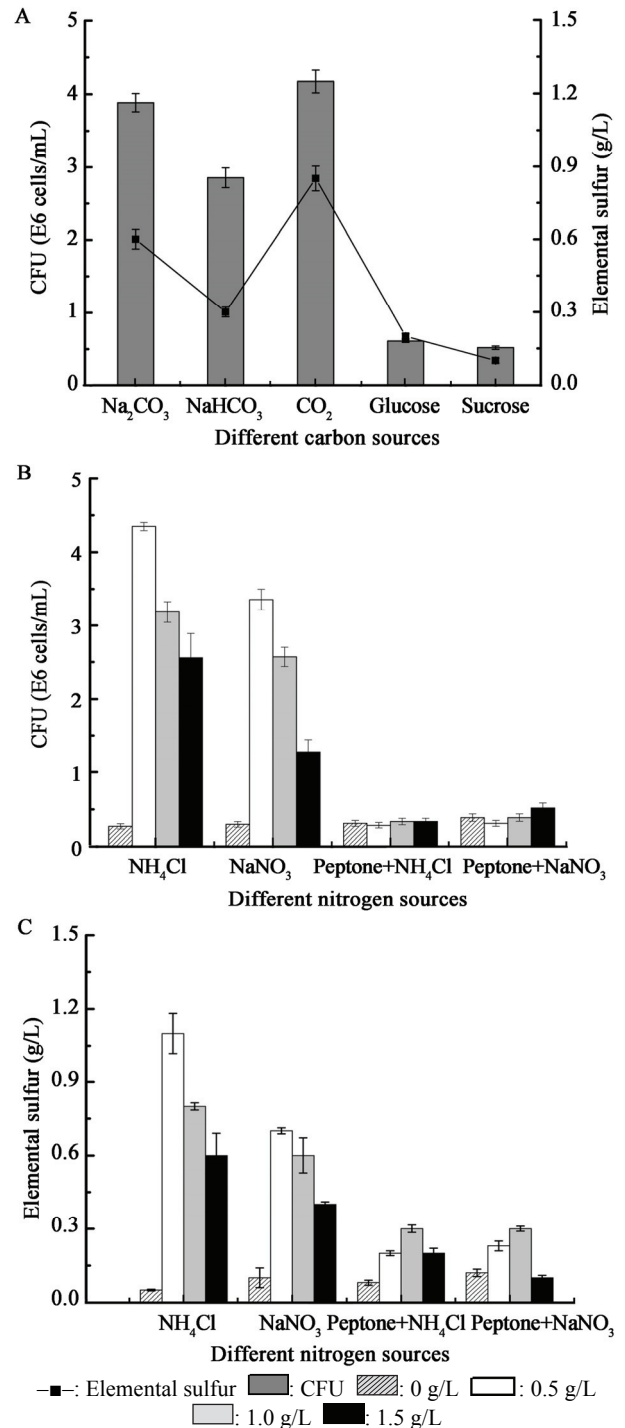 A
CFU (E6 cells/mL)
5
4
3
2
1
0
Elemental sulfur (g/L)
1.5
1.2
0.9
0.6
0.3
0.0
Na₂CO₃ NaHCO₃ CO₂ Glucose Sucrose
Different carbon sources
B
CFU (E6 cells/mL)
5
4
3
2
1
0
NH₄Cl NaNO₃ Peptone+NH₄Cl Peptone+NaNO₃
Different nitrogen sources
C
Elemental sulfur (g/L)
1.5
1.2
0.9
0.6
0.3
0.0
NH₄Cl NaNO₃ Peptone+NH₄Cl Peptone+NaNO₃
Different nitrogen sources
: Elemental sulfur : CFU : 0 g/L : 0.5 g/L
: 1.0 g/L : 1.5 g/L